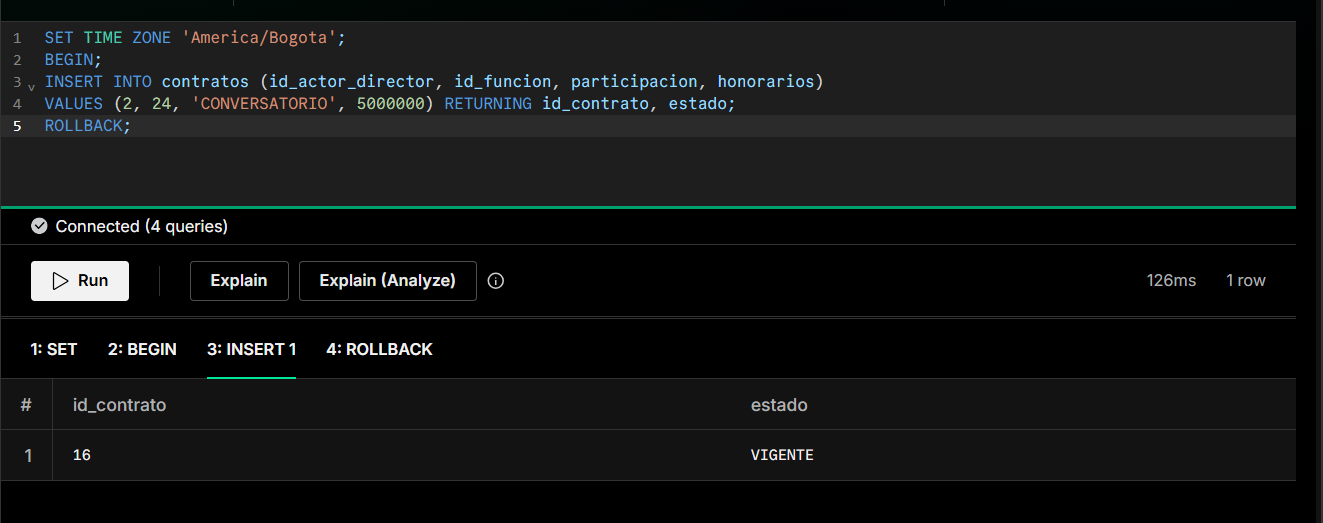 1 SET TIME ZONE 'America/Bogota';
2 BEGIN;
3 INSERT INTO contratos (id_actor_director, id_funcion, participacion, honorarios)
4 VALUES (2, 24, 'CONVERSATORIO', 5000000) RETURNING id_contrato, estado;
5 ROLLBACK;
Connected (4 queries)
Run Explain Explain (Analyze) 126ms 1 row
1: SET 2: BEGIN 3: INSERT 1 4: ROLLBACK
# id_contrato estado
1 16 VIGENTE